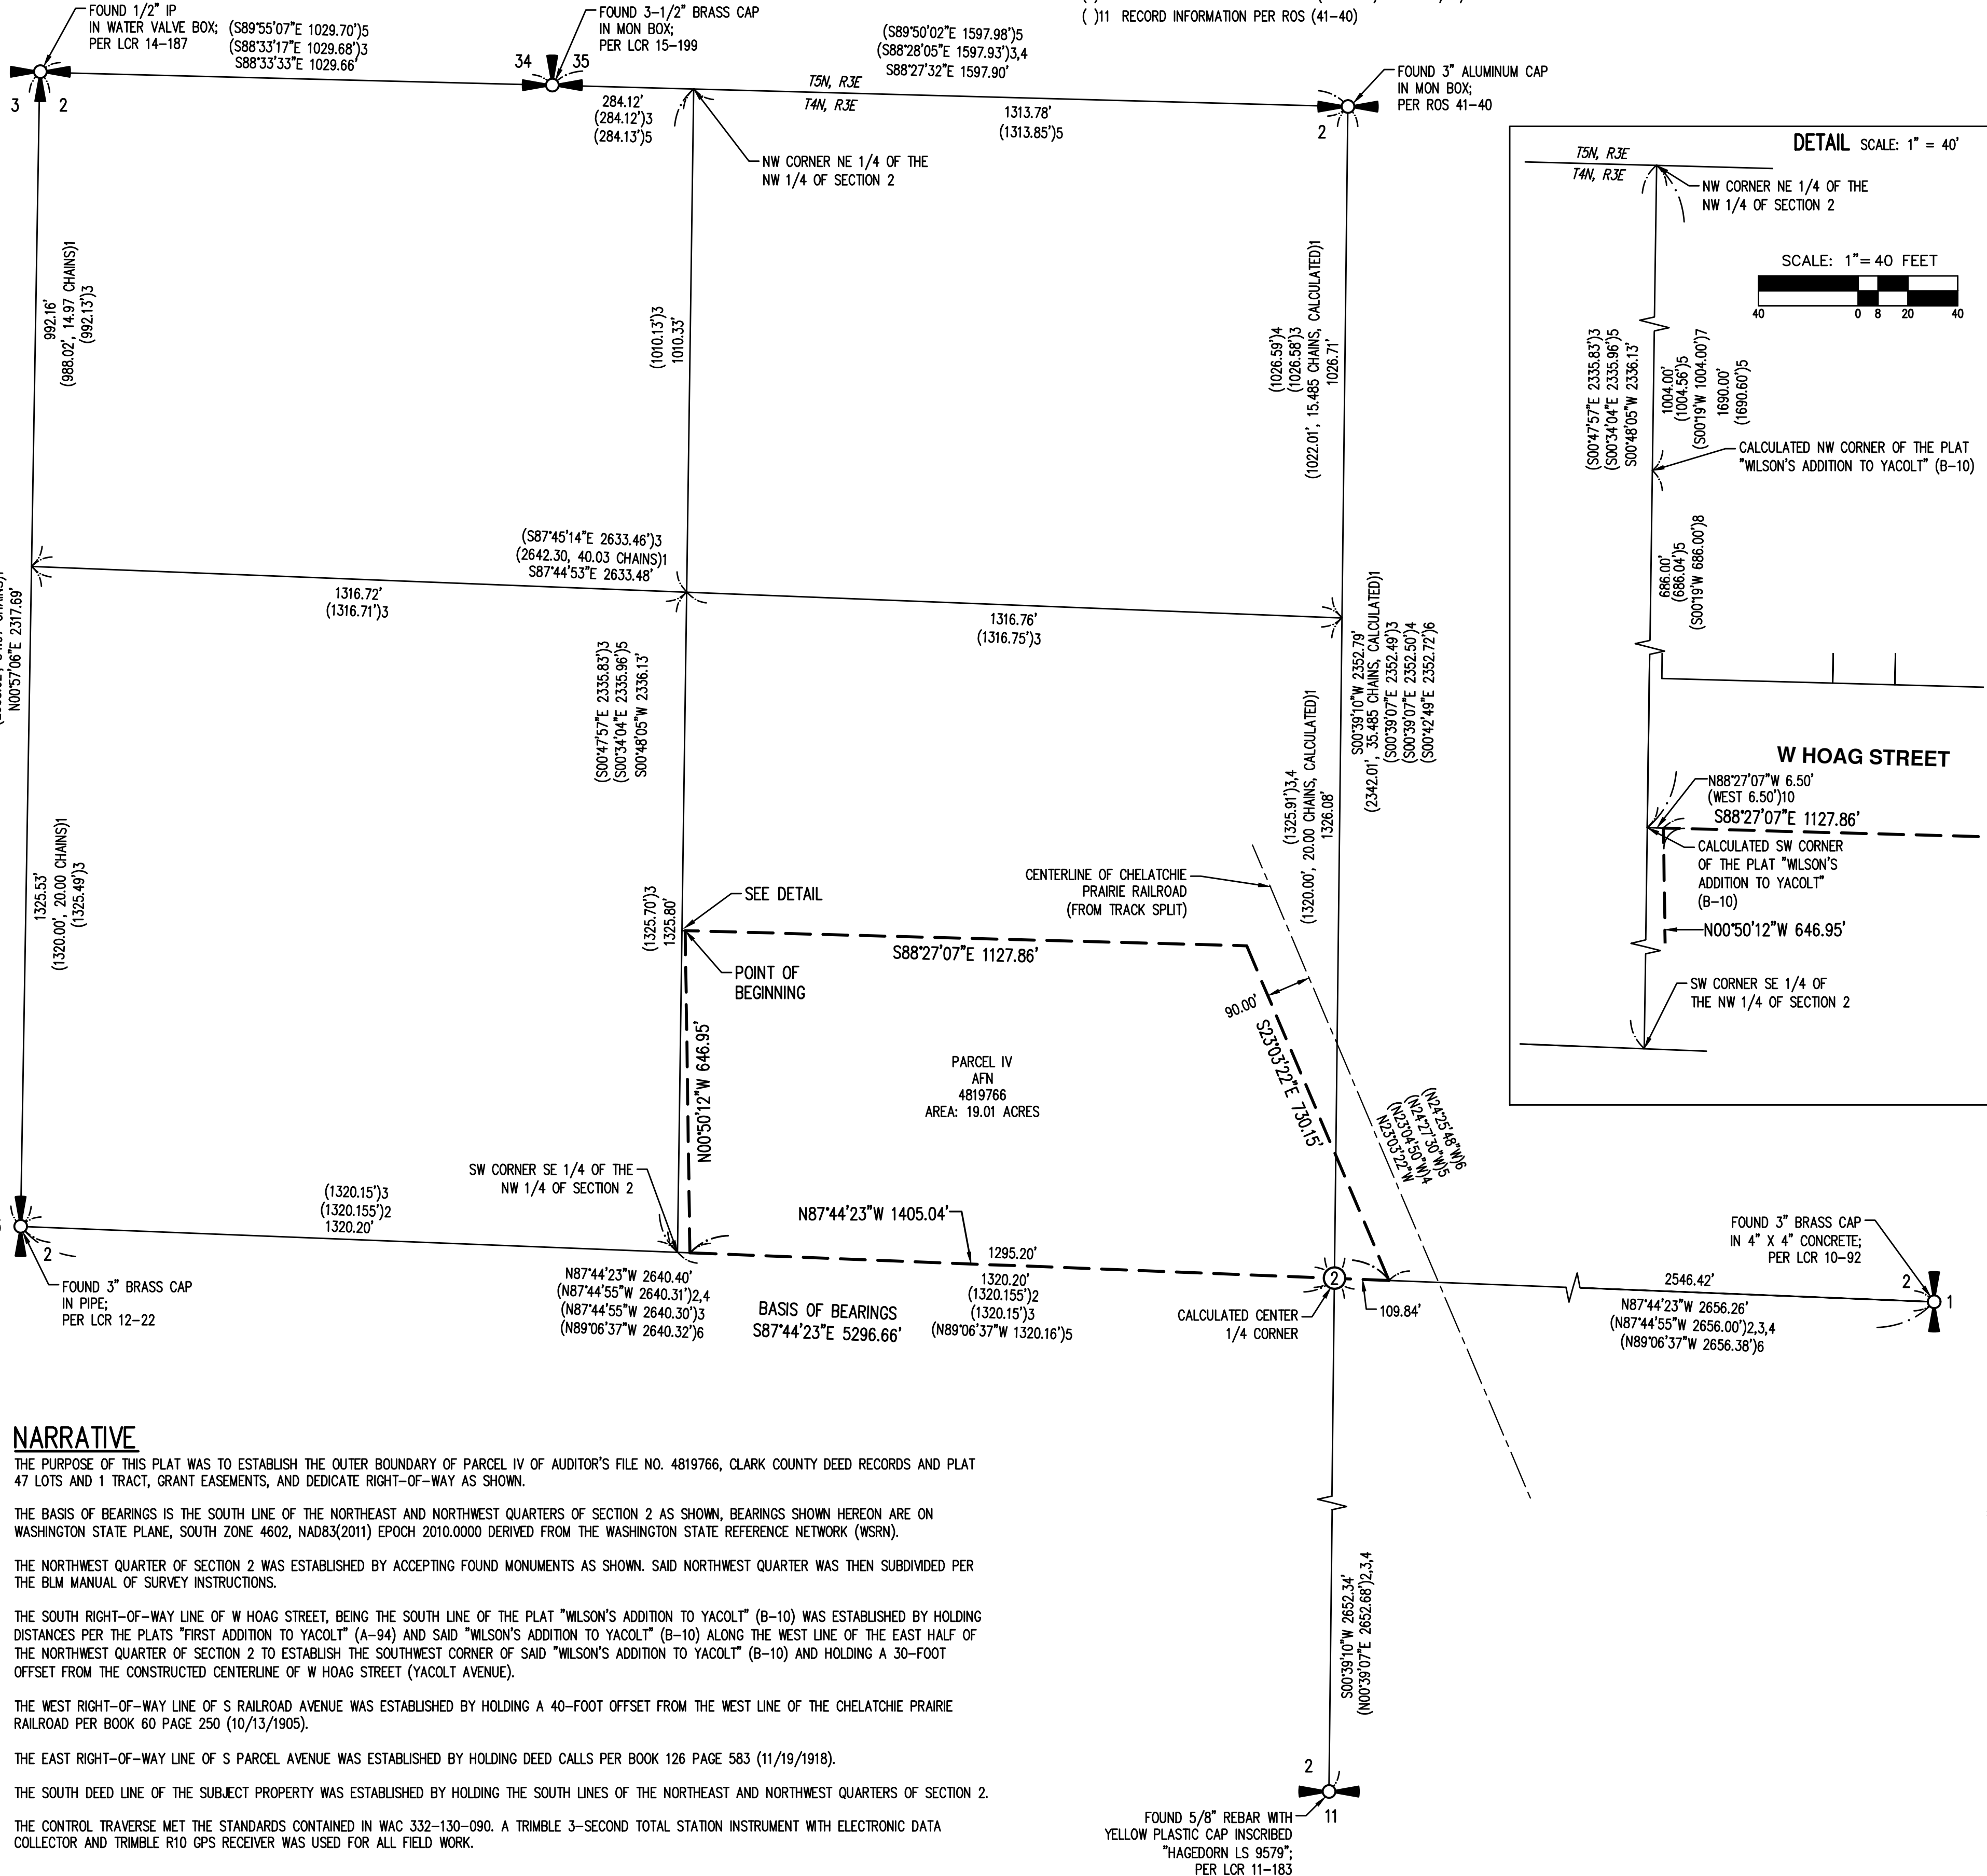 ( )11 RECORD INFORMATION PER ROS (41-40)
FOUND 1/2" IP
IN WATER VALVE BOX;
PER LCR 14-187
(S89°55'07"E 1029.70')5
(S88°33'17"E 1029.68')3
S88°33'33"E 1029.66'
3
2
34
35
FOUND 3-1/2" BRASS CAP
IN MON BOX;
PER LCR 15-199
284.12'
(284.12')3
(284.13')5
(S89°50'02"E 1597.98')5
(S88°28'05"E 1597.93')3,4
S88°27'32"E 1597.90'
T5N, R3E
T4N, R3E
1313.78'
(1313.85')5
2
FOUND 3" ALUMINUM CAP
IN MON BOX;
PER ROS 41-40
NW CORNER NE 1/4 OF THE
NW 1/4 OF SECTION 2
992.16'
(988.02', 14.97 CHAINS)1
(992.13')3
(1010.13')3
1010.33'
(1026.59')4
(1026.58')3
(1022.01', 15.485 CHAINS, CALCULATED)1
1026.71'
N00°57'06"E 2317.69'
(S87°45'14"E 2633.46')3
(2642.30, 40.03 CHAINS)1
S87°44'53"E 2633.48'
1316.72'
(1316.71')3
1316.76'
(1316.75')3
(S00°47'57"E 2335.83')3
(S00°34'04"E 2335.96')5
S00°48'05"W 2336.13'
S00°39'10"W 2352.79'
(2342.01', 35.485 CHAINS, CALCULATED)1
(S00°39'07"E 2352.49')3
(S00°39'07"E 2352.50')4
(S00°42'49"E 2352.72')6
1325.53'
(1320.00', 20.00 CHAINS)1
(1325.49')3
(1325.70')3
1325.80'
(1325.91')3,4
(1320.00', 20.00 CHAINS, CALCULATED)1
1326.08'
CENTERLINE OF CHELATCHIE
PRAIRIE RAILROAD
(FROM TRACK SPLIT)
SEE DETAIL
POINT OF
BEGINNING
S88°27'07"E 1127.86'
90.00'
S23°03'22"E 730.15'
N00°50'12"W 646.95'
PARCEL IV
AFN
4819766
AREA: 19.01 ACRES
(N24°25'48"W)6
(N24°27'30"W)5
(N23°04'50"W)4
N23°03'22"W
SW CORNER SE 1/4 OF THE
NW 1/4 OF SECTION 2
(1320.15')3
(1320.155')2
1320.20'
2
FOUND 3" BRASS CAP
IN PIPE;
PER LCR 12-22
N87°44'23"W 1405.04'
1295.20'
N87°44'23"W 2640.40'
(N87°44'55"W 2640.31')2,4
(N87°44'55"W 2640.30')3
(N89°06'37"W 2640.32')6
BASIS OF BEARINGS
S87°44'23"E 5296.66'
1320.20'
(1320.155')2
(1320.15')3
(N89°06'37"W 1320.16')5
2
CALCULATED CENTER
1/4 CORNER
109.84'
FOUND 3" BRASS CAP
IN 4" X 4" CONCRETE;
PER LCR 10-92
2546.42'
N87°44'23"W 2656.26'
(N87°44'55"W 2656.00')2,3,4
(N89°06'37"W 2656.38')6
2
1
S00°39'10"W 2652.34'
(N00°39'07"E 2652.68')2,3,4
2
11
FOUND 5/8" REBAR WITH
YELLOW PLASTIC CAP INSCRIBED
"HAGEDORN LS 9579";
PER LCR 11-183
DETAIL SCALE: 1" = 40'
T5N, R3E
T4N, R3E
NW CORNER NE 1/4 OF THE
NW 1/4 OF SECTION 2
SCALE: 1"= 40 FEET
40 0 8 20 40
(S00°47'57"E 2335.83')3
(S00°34'04"E 2335.96')5
S00°48'05"W 2336.13'
1004.00'
(1004.56')5
(S00°19'W 1004.00')7
1690.00'
(1690.60')5
CALCULATED NW CORNER OF THE PLAT
"WILSON'S ADDITION TO YACOLT" (B-10)
686.00'
(686.04')5
(S00°19'W 686.00')8
W HOAG STREET
N88°27'07"W 6.50'
(WEST 6.50')10
S88°27'07"E 1127.86'
CALCULATED SW CORNER
OF THE PLAT "WILSON'S
ADDITION TO YACOLT"
(B-10)
N00°50'12"W 646.95'
SW CORNER SE 1/4 OF
THE NW 1/4 OF SECTION 2
NARRATIVE
THE PURPOSE OF THIS PLAT WAS TO ESTABLISH THE OUTER BOUNDARY OF PARCEL IV OF AUDITOR'S FILE NO. 4819766, CLARK COUNTY DEED RECORDS AND PLAT
47 LOTS AND 1 TRACT, GRANT EASEMENTS, AND DEDICATE RIGHT-OF-WAY AS SHOWN.
THE BASIS OF BEARINGS IS THE SOUTH LINE OF THE NORTHEAST AND NORTHWEST QUARTERS OF SECTION 2 AS SHOWN, BEARINGS SHOWN HEREON ARE ON
WASHINGTON STATE PLANE, SOUTH ZONE 4602, NAD83(2011) EPOCH 2010.0000 DERIVED FROM THE WASHINGTON STATE REFERENCE NETWORK (WSRN).
THE NORTHWEST QUARTER OF SECTION 2 WAS ESTABLISHED BY ACCEPTING FOUND MONUMENTS AS SHOWN. SAID NORTHWEST QUARTER WAS THEN SUBDIVIDED PER
THE BLM MANUAL OF SURVEY INSTRUCTIONS.
THE SOUTH RIGHT-OF-WAY LINE OF W HOAG STREET, BEING THE SOUTH LINE OF THE PLAT "WILSON'S ADDITION TO YACOLT" (B-10) WAS ESTABLISHED BY HOLDING
DISTANCES PER THE PLATS "FIRST ADDITION TO YACOLT" (A-94) AND SAID "WILSON'S ADDITION TO YACOLT" (B-10) ALONG THE WEST LINE OF THE EAST HALF OF
THE NORTHWEST QUARTER OF SECTION 2 TO ESTABLISH THE SOUTHWEST CORNER OF SAID "WILSON'S ADDITION TO YACOLT" (B-10) AND HOLDING A 30-FOOT
OFFSET FROM THE CONSTRUCTED CENTERLINE OF W HOAG STREET (YACOLT AVENUE).
THE WEST RIGHT-OF-WAY LINE OF S RAILROAD AVENUE WAS ESTABLISHED BY HOLDING A 40-FOOT OFFSET FROM THE WEST LINE OF THE CHELATCHIE PRAIRIE
RAILROAD PER BOOK 60 PAGE 250 (10/13/1905).
THE EAST RIGHT-OF-WAY LINE OF S PARCEL AVENUE WAS ESTABLISHED BY HOLDING DEED CALLS PER BOOK 126 PAGE 583 (11/19/1918).
THE SOUTH DEED LINE OF THE SUBJECT PROPERTY WAS ESTABLISHED BY HOLDING THE SOUTH LINES OF THE NORTHEAST AND NORTHWEST QUARTERS OF SECTION 2.
THE CONTROL TRAVERSE MET THE STANDARDS CONTAINED IN WAC 332-130-090. A TRIMBLE 3-SECOND TOTAL STATION INSTRUMENT WITH ELECTRONIC DATA
COLLECTOR AND TRIMBLE R10 GPS RECEIVER WAS USED FOR ALL FIELD WORK.